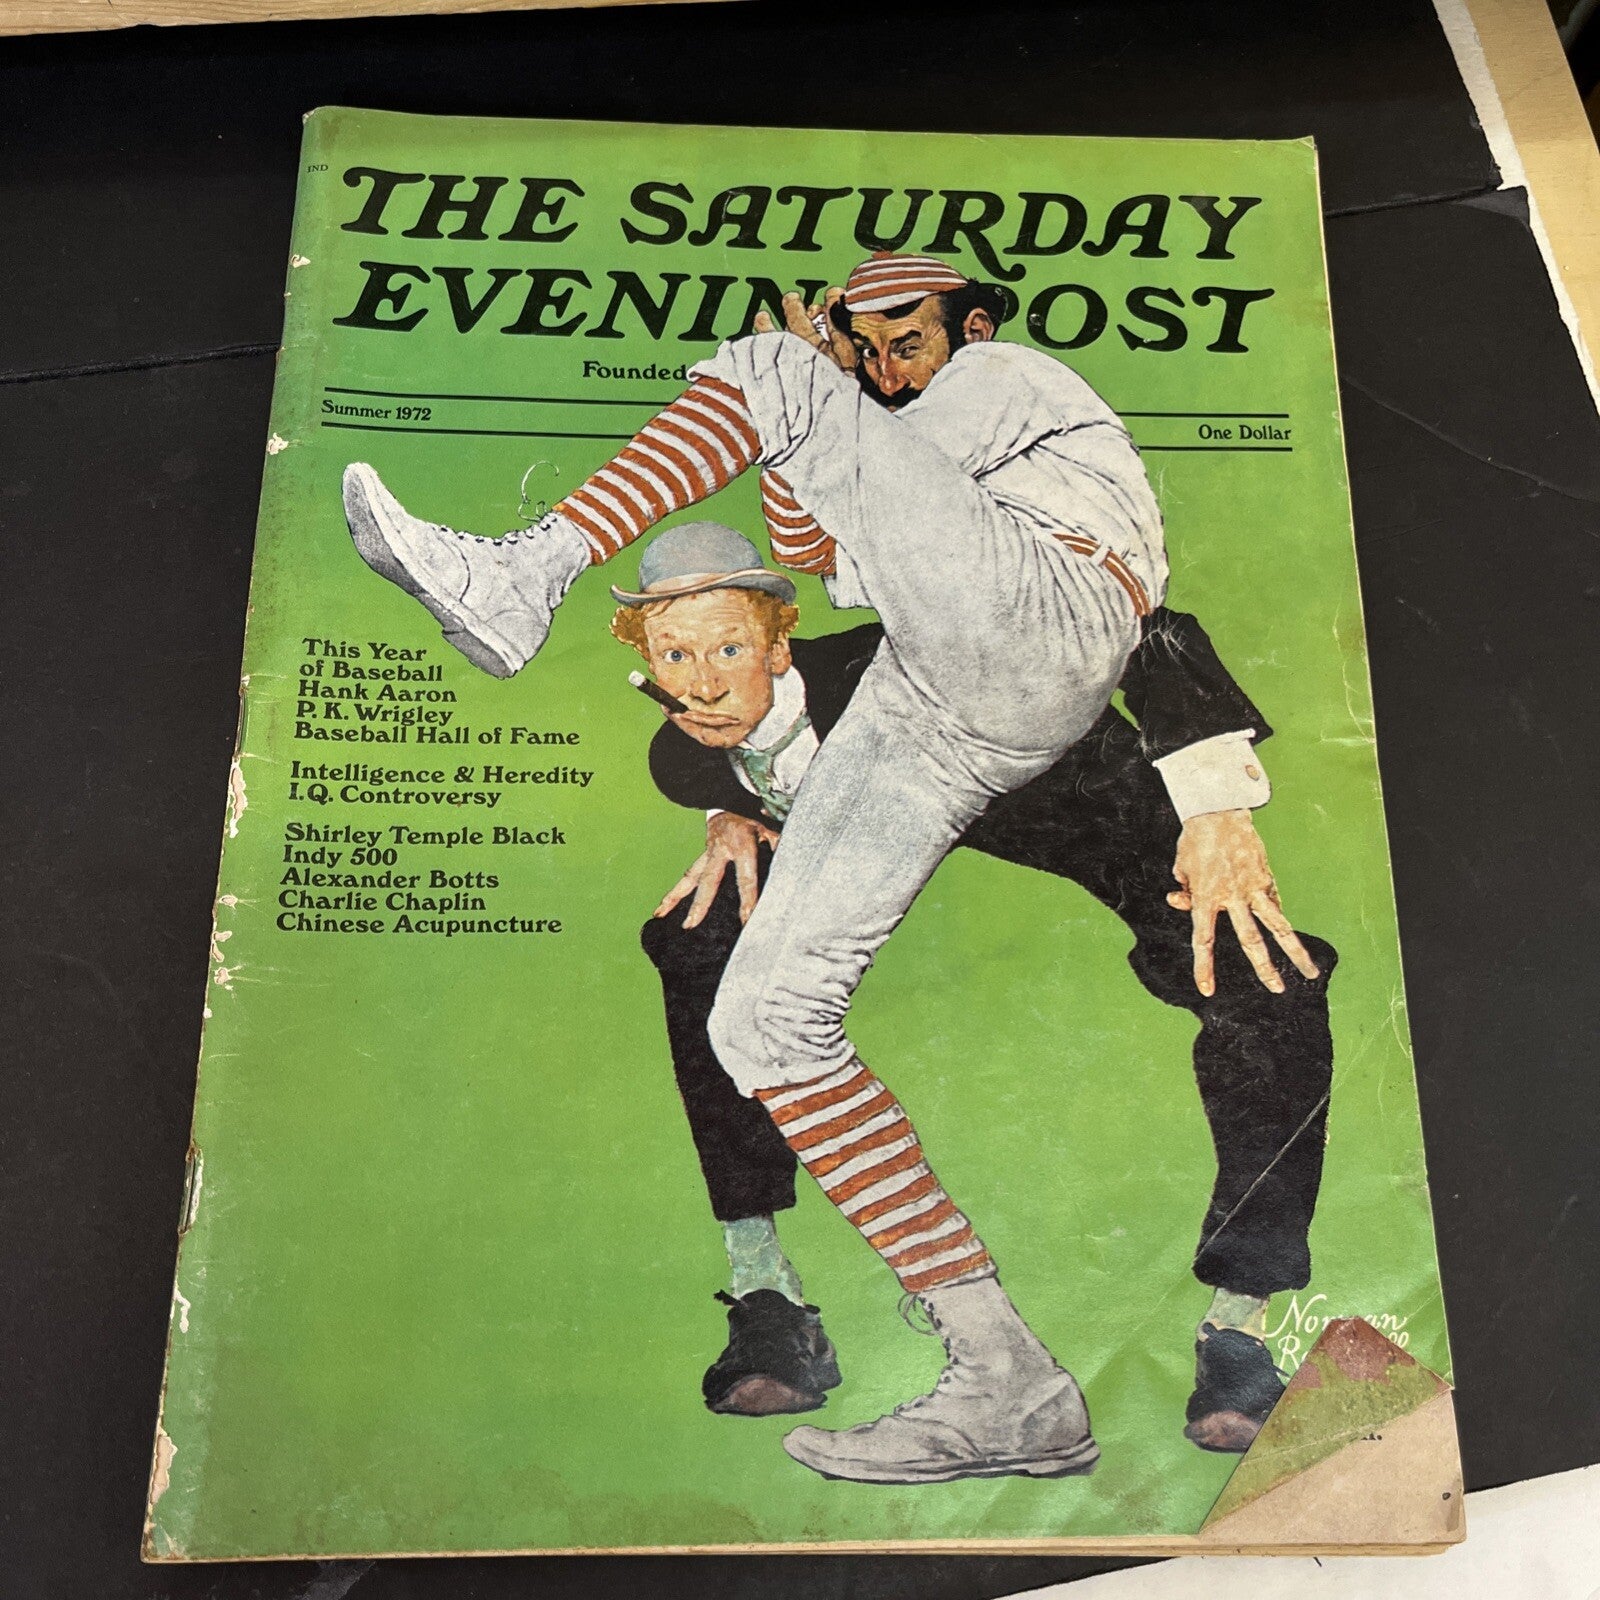 IND
THE SATURDAY
EVENIN POST
Founded
Summer 1972
One Dollar
This Year
of Baseball
Hank Aaron
P. K. Wrigley
Baseball Hall of Fame
Intelligence & Heredity
I.Q. Controversy
Shirley Temple Black
Indy 500
Alexander Botts
Charlie Chaplin
Chinese Acupuncture